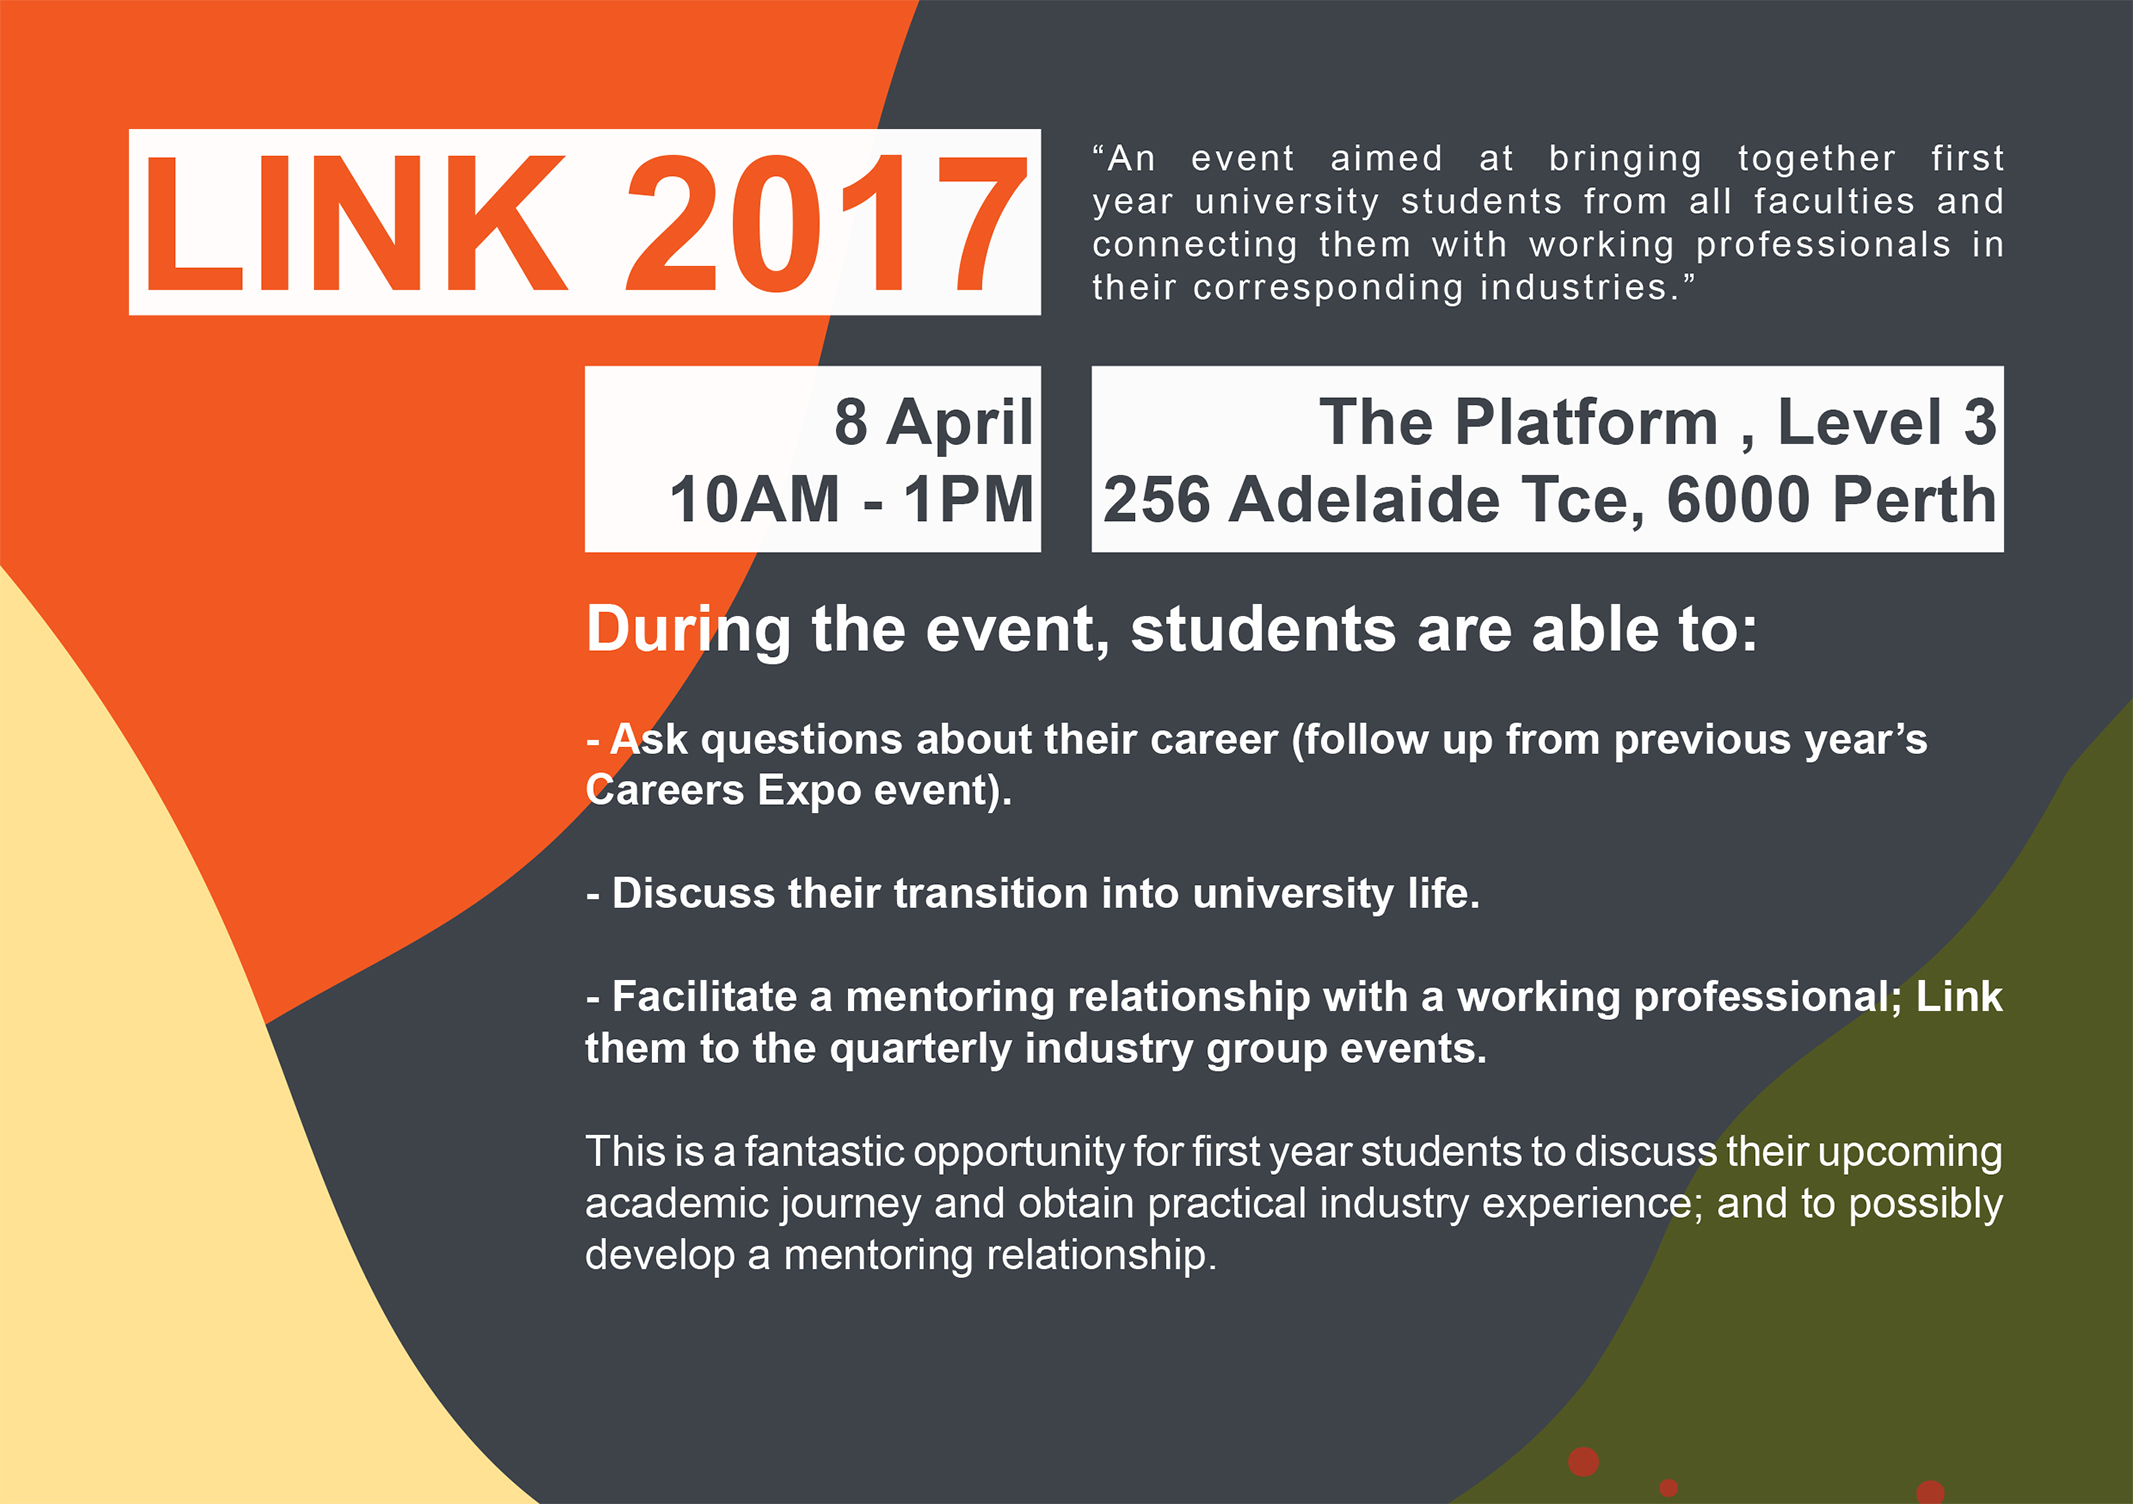 LINK 2017
“An event aimed at bringing together first
year university students from all faculties and
connecting them with working professionals in
their corresponding industries.”
8 April
10AM - 1PM
The Platform , Level 3
256 Adelaide Tce, 6000 Perth
During the event, students are able to:
- Ask questions about their career (follow up from previous year’s
Careers Expo event).
- Discuss their transition into university life.
- Facilitate a mentoring relationship with a working professional; Link
them to the quarterly industry group events.
This is a fantastic opportunity for first year students to discuss their upcoming
academic journey and obtain practical industry experience; and to possibly
develop a mentoring relationship.